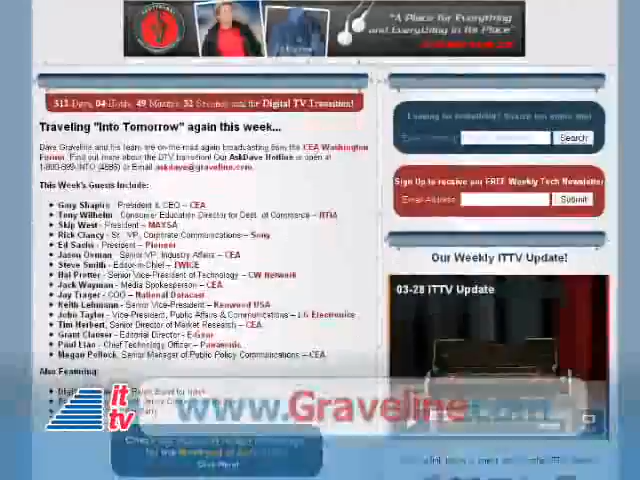 "A Place for Everything
and Everything in its Place"
312 Days, 04 Hours, 49 Minutes, 32 Seconds until the Digital TV Transition!
Traveling "Into Tomorrow" again this week...
Dave Graveline and his team are on the road again broadcasting from the CEA Washington
Forum. Find out more about the DTV transition! Our AskDave Hotline is open at
1-800-899-INTO (4686) or Email askdave@graveline.com.
This Week's Guests Include:
Gary Shapiro - President & CEO - CEA
Tony Wilhelm - Consumer Education Director for Dept. of Commerce - NTIA
Skip West - President - MAXSA
Rick Clancy - Sr. VP, Corporate Communications - Sony
Ed Sachs - President - Pioneer
Jason Oxman - Senior VP, Industry Affairs - CEA
Steve Smith - Editor-in-Chief - TWICE
Hal Protter - Senior Vice-President of Technology - CW Network
Jack Wayman - Media Spokesperson - CEA
Jay Trager - COO - National Datacast
Keith Lehmann - Senior Vice-President - Kenwood USA
John Taylor - Vice-President, Public Affairs & Communications - LG Electronics
Tim Herbert, Senior Director of Market Research - CEA
Grant Clauser - Editorial Director - E-Gear
Paul Liao - Chief Technology Officer - Panasonic
Megan Pollock, Senior Manager of Public Policy Communications - CEA
Also Featuring:
Search
Sign Up to receive our FREE Weekly Tech Newsletter
Email Address:
Submit
Our Weekly ITTV Update!
03-28 ITTV Update
it
tv
www.Graveline.com
Click Here!